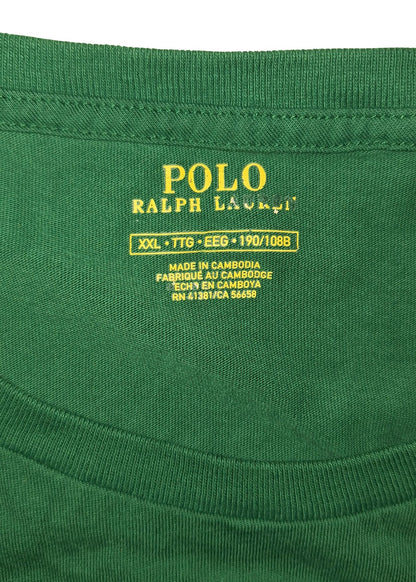 POLO
RALPH LAUREN
XXL • TTG • EEG • 190/108B
MADE IN CAMBODIA
FABRIQUÉ AU CAMBODGE
ECHO EN CAMBOYA
RN 41381/CA 56658